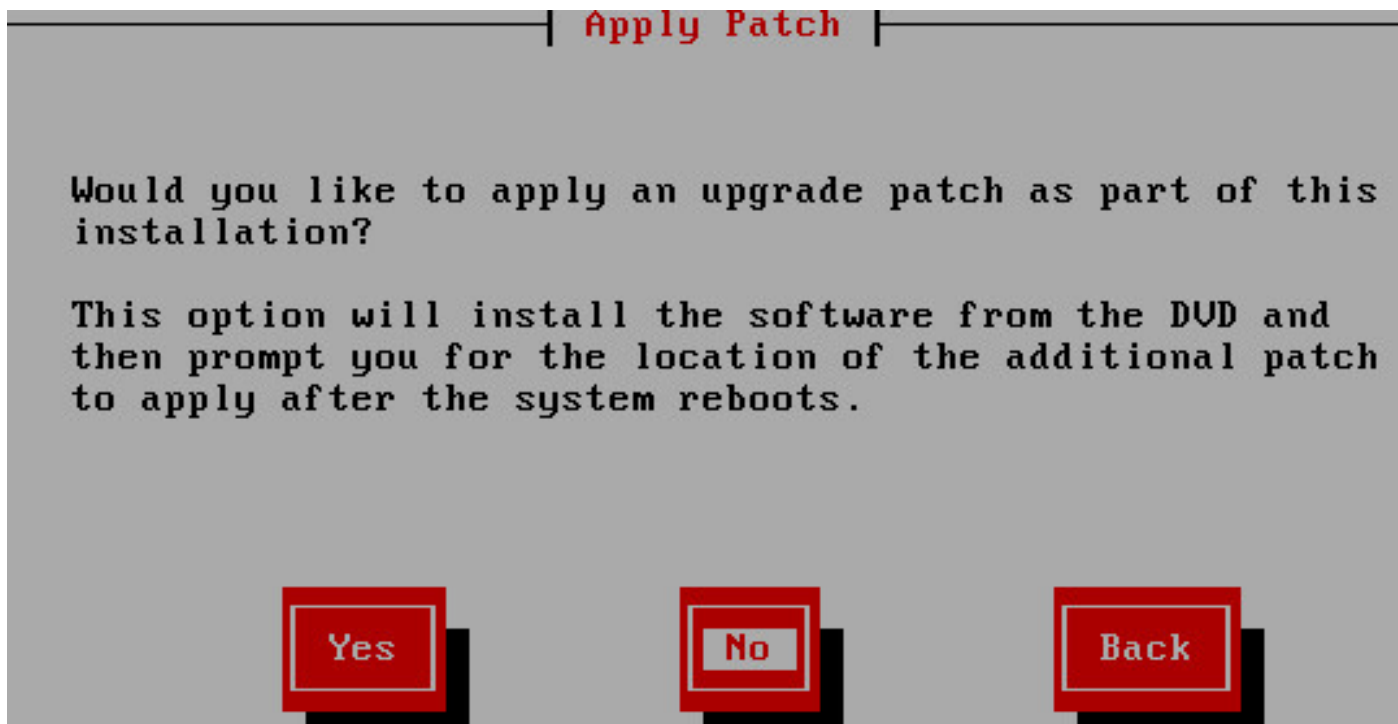 Apply Patch
Would you like to apply an upgrade patch as part of this
installation?
This option will install the software from the DVD and
then prompt you for the location of the additional patch
to apply after the system reboots.
Yes No Back